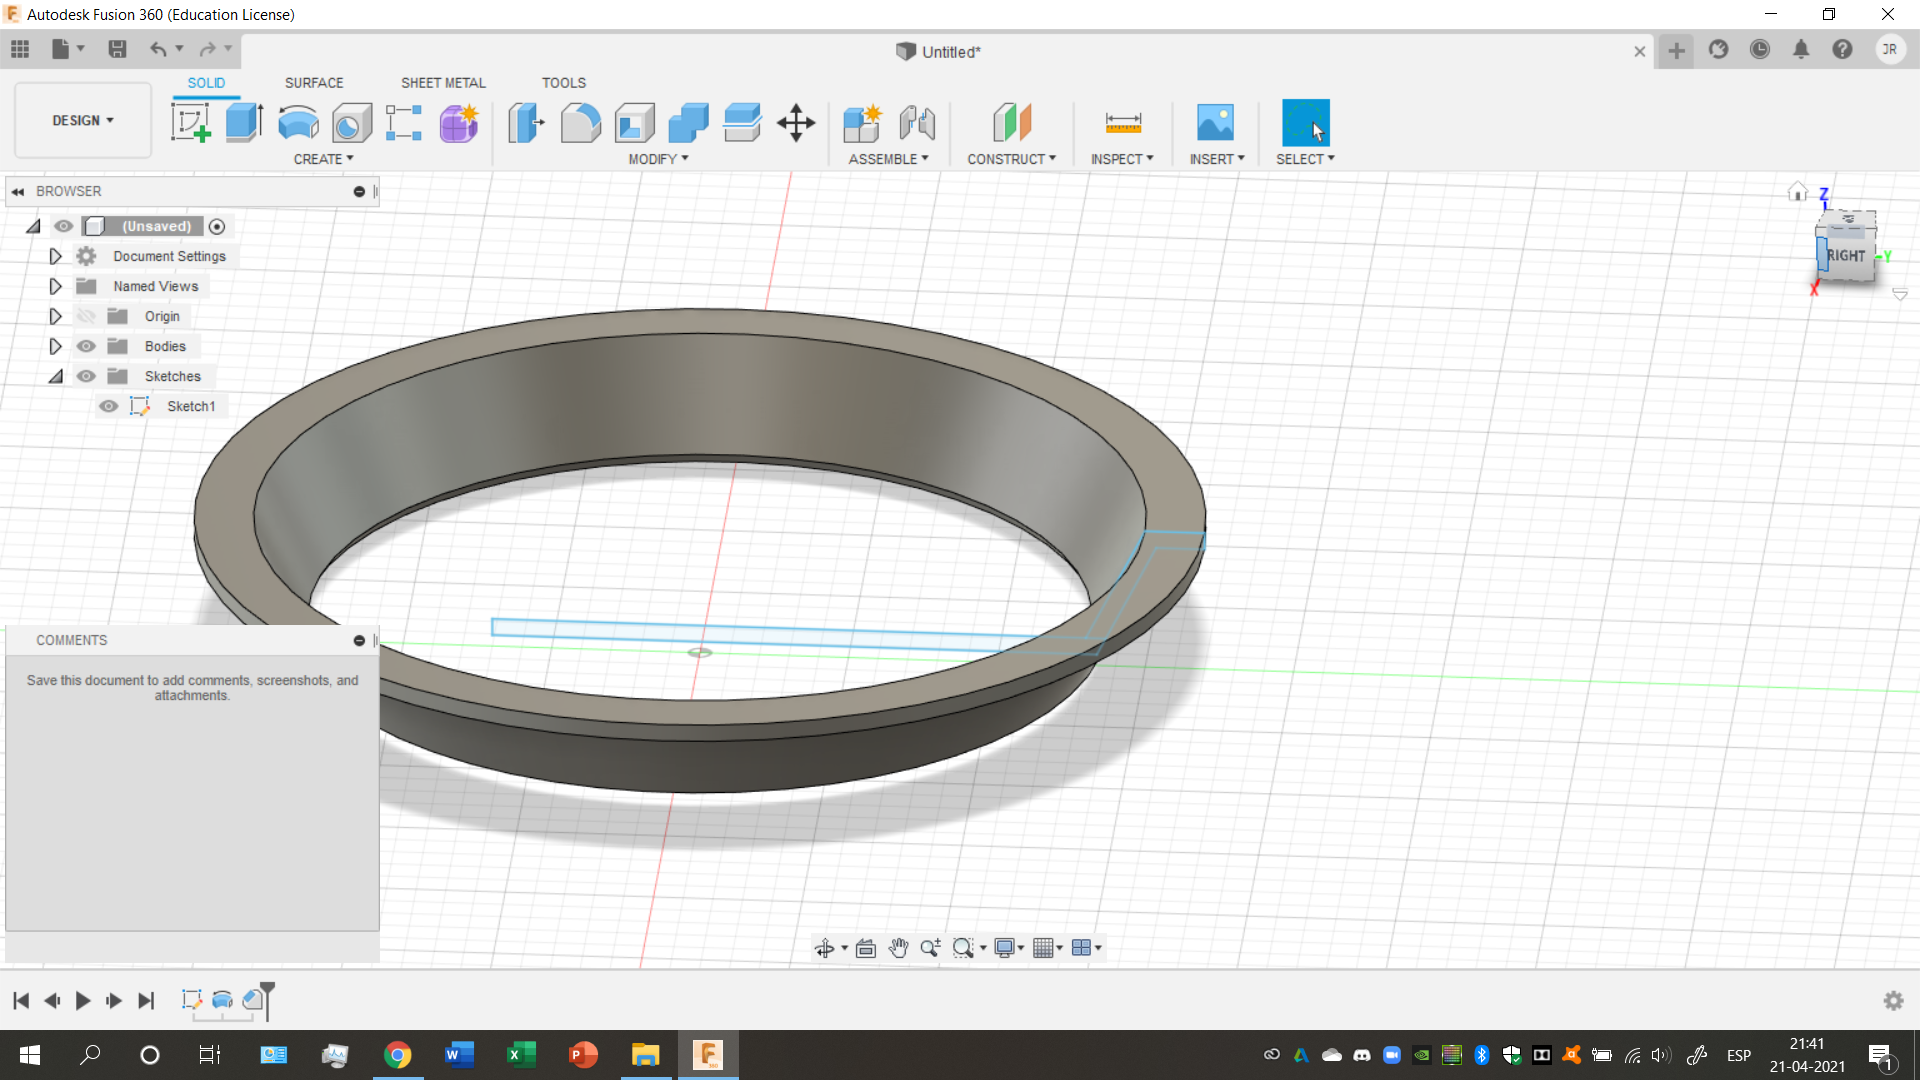 Autodesk Fusion 360 (Education License)
Untitled*
JR
SOLID SURFACE SHEET METAL TOOLS
DESIGN
CREATE MODIFY ASSEMBLE CONSTRUCT INSPECT INSERT SELECT
BROWSER
(Unsaved)
Document Settings
Named Views
Origin
Bodies
Sketches
Sketch1
Z
RIGHT
Y
X
COMMENTS
Save this document to add comments, screenshots, and
attachments.
ESP
21:41
21-04-2021
1